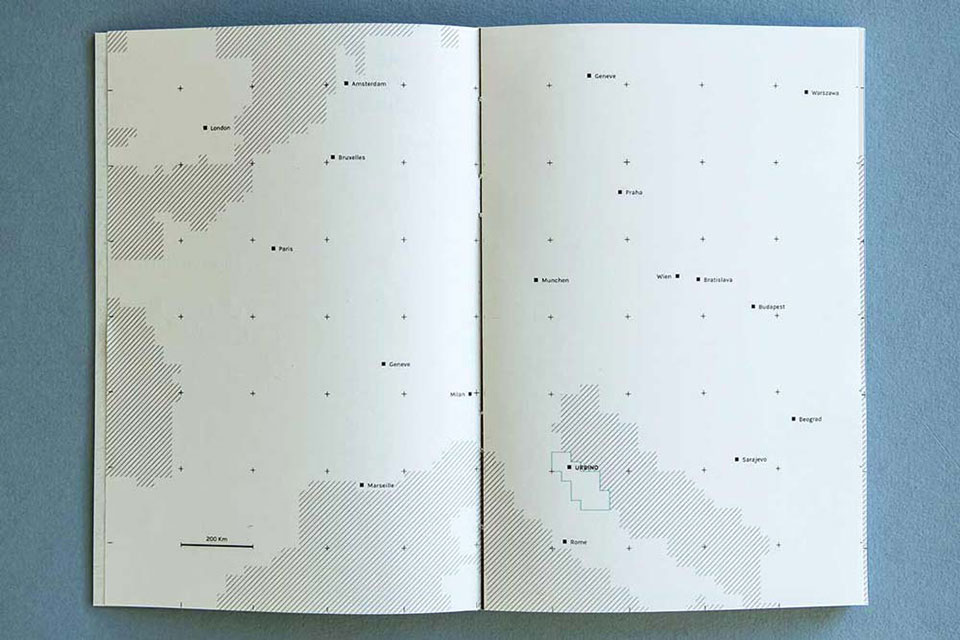 Amsterdam
London
Bruxelles
Paris
Geneve
Milan
Marseille
200 Km
Geneve
Warszawa
Praha
Munchen
Wien
Bratislava
Budapest
Beograd
Sarajevo
URBINO
Rome